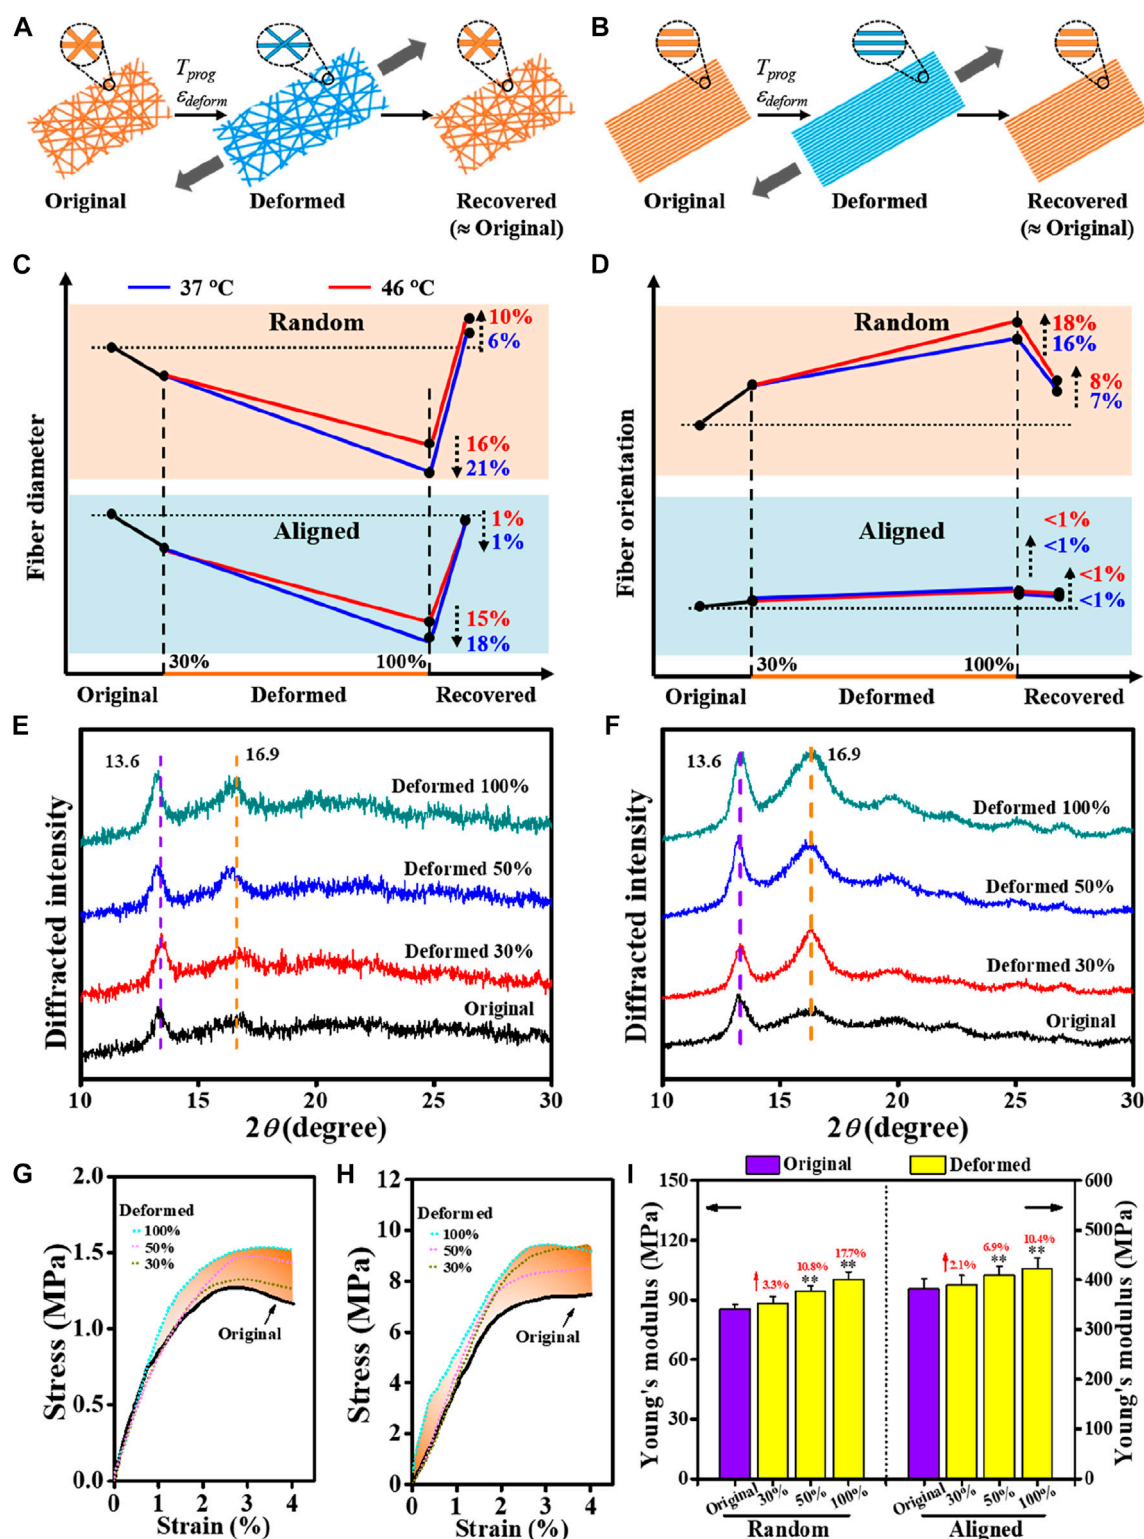 A
T_prog
ε_deform
Original
Deformed
Recovered
(≈ Original)
B
T_prog
ε_deform
Original
Deformed
Recovered
(≈ Original)
C
37 ºC
46 ºC
Fiber diameter
Random
10%
6%
16%
21%
Aligned
1%
1%
15%
18%
30%
100%
Original
Deformed
Recovered
D
Fiber orientation
Random
18%
16%
8%
7%
Aligned
<1%
<1%
<1%
<1%
30%
100%
Original
Deformed
Recovered
E
Diffracted intensity
13.6
16.9
Deformed 100%
Deformed 50%
Deformed 30%
Original
10 15 20 25 30
2θ (degree)
F
Diffracted intensity
13.6
16.9
Deformed 100%
Deformed 50%
Deformed 30%
Original
10 15 20 25 30
2θ (degree)
G
Stress (MPa)
2.0
1.5
1.0
0.5
0.0
Deformed
100%
50%
30%
Original
0 1 2 3 4
Strain (%)
H
Stress (MPa)
12
10
8
6
4
2
0
Deformed
100%
50%
30%
Original
0 1 2 3 4
Strain (%)
I
Original
Deformed
Young's modulus (MPa)
150
120
90
60
30
0
3.3%
10.8%
**
17.7%
**
2.1%
6.9%
**
10.4%
**
600
500
400
300
200
100
0
Young's modulus (MPa)
Original 30% 50% 100%
Original 30% 50% 100%
Random
Aligned